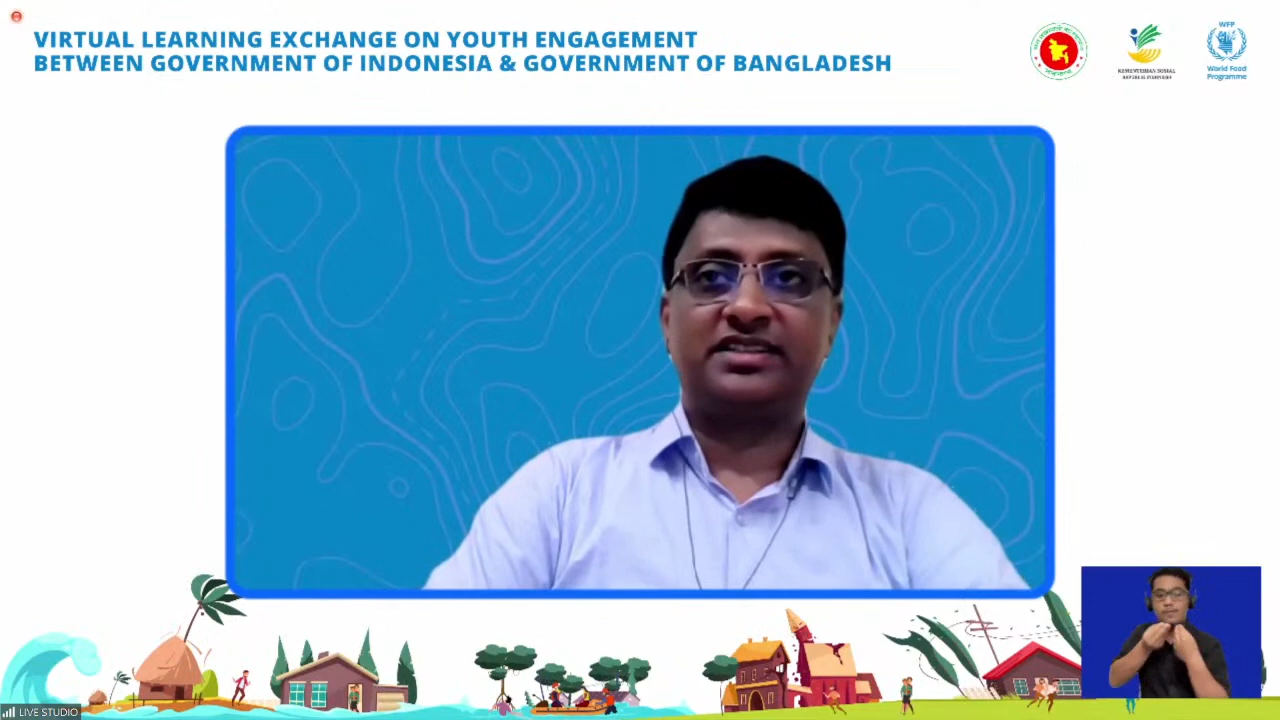 VIRTUAL LEARNING EXCHANGE ON YOUTH ENGAGEMENT
BETWEEN GOVERNMENT OF INDONESIA & GOVERNMENT OF BANGLADESH
KEMENTERIAN SOSIAL
REPUBLIK INDONESIA
WFP
World Food
Programme
LIVE STUDIO